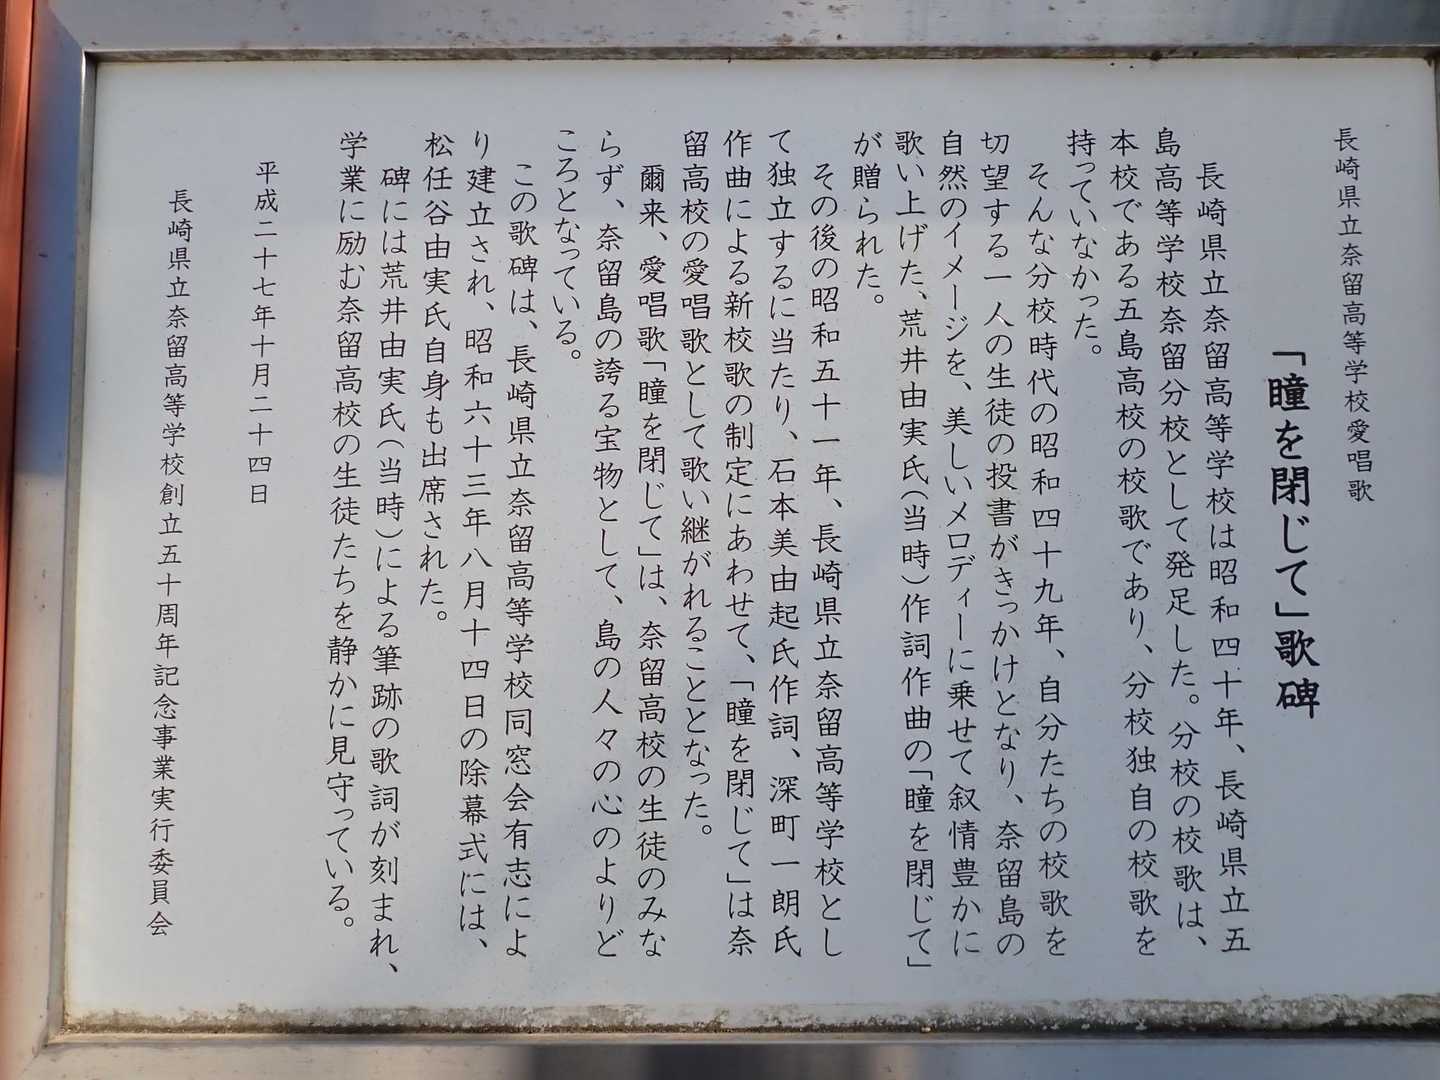 長崎県立奈留高等学校愛唱歌
「瞳を閉じて」歌碑
長崎県立奈留高等学校は昭和四十年、長崎県立五
島高等学校奈留分校として発足した。分校の校歌は、
本校である五島高校の校歌であり、分校独自の校歌を
持っていなかった。
そんな分校時代の昭和四十九年、自分たちの校歌を
切望する一人の生徒の投書がきっかけとなり、奈留島の
自然のイメージを、美しいメロディーに乗せて叙情豊かに
歌い上げた、荒井由実氏(当時)作詞作曲の「瞳を閉じて」
が贈られた。
その後の昭和五十一年、長崎県立奈留高等学校とし
て独立するに当たり、石本美由起氏作詞、深町一朗氏
作曲による新校歌の制定にあわせて、「瞳を閉じて」は奈
留高校の愛唱歌として歌い継がれることとなった。
爾来、愛唱歌「瞳を閉じて」は、奈留高校の生徒のみな
らず、奈留島の誇る宝物として、島の人々の心のよりど
ころとなっている。
この歌碑は、長崎県立奈留高等学校同窓会有志によ
り建立され、昭和六十三年八月十四日の除幕式には、
松任谷由実氏自身も出席された。
碑には荒井由実氏(当時)による筆跡の歌詞が刻まれ、
学業に励む奈留高校の生徒たちを静かに見守っている。
平成二十七年十月二十四日
長崎県立奈留高等学校創立五十周年記念事業実行委員会